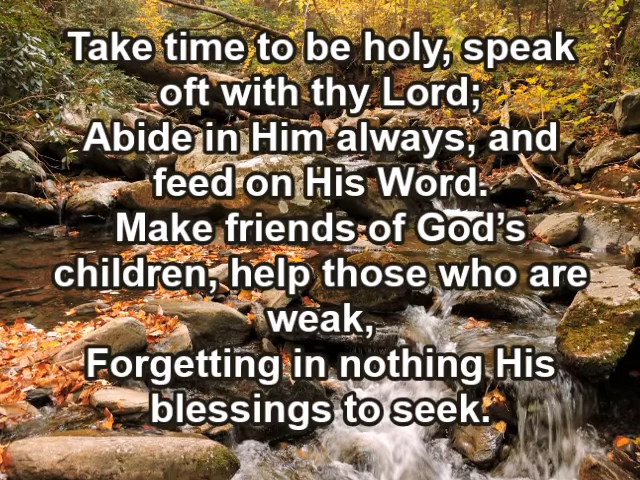 Take time to be holy, speak
oft with thy Lord;
Abide in Him always, and
feed on His Word.
Make friends of God’s
children, help those who are
weak,
Forgetting in nothing His
blessings to seek.